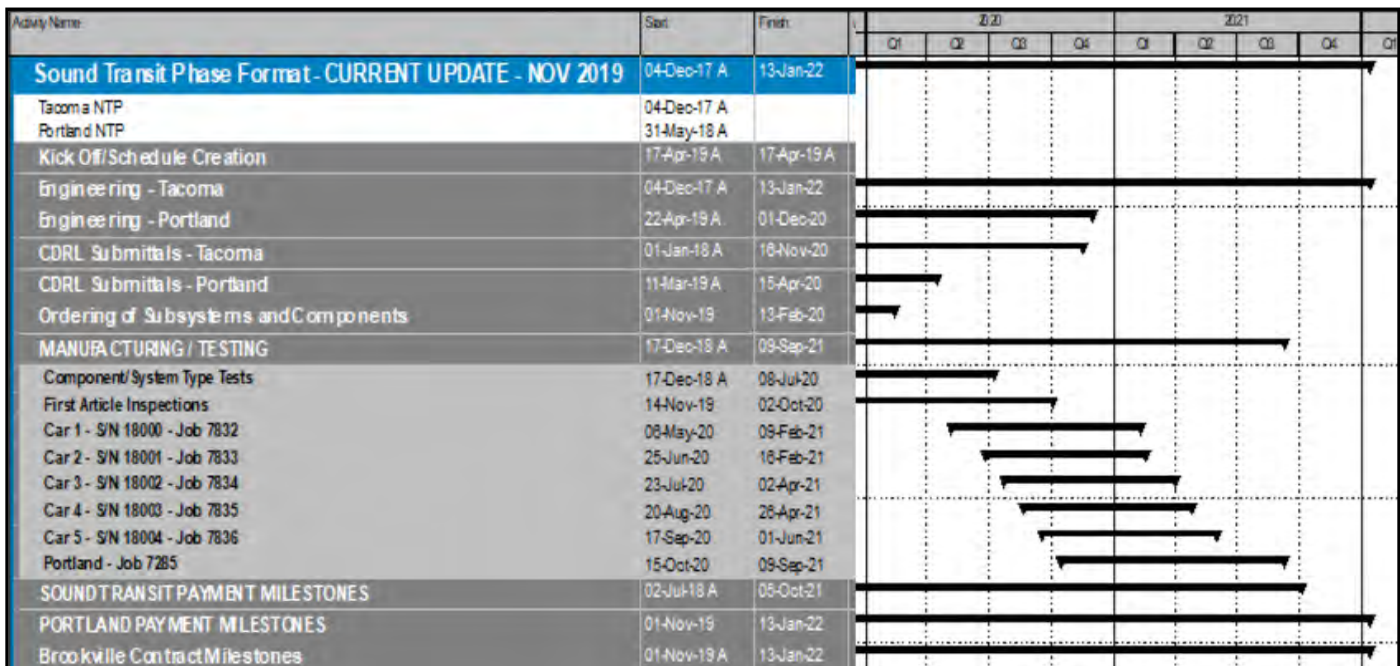 Activity Name Start Finish 2020 2021
Q1 Q2 Q3 Q4 Q1 Q2 Q3 Q4 Q1
Sound Transit Phase Format - CURRENT UPDATE - NOV 2019 04-Dec-17 A 13-Jan-22
Tacoma NTP 04-Dec-17 A
Portland NTP 31-May-18 A
Kick Off/Schedule Creation 17-Apr-19 A 17-Apr-19 A
Engineering - Tacoma 04-Dec-17 A 13-Jan-22
Engineering - Portland 22-Apr-19 A 01-Dec-20
CDRL Submittals - Tacoma 01-Jan-18 A 16-Nov-20
CDRL Submittals - Portland 11-Mar-19 A 15-Apr-20
Ordering of Subsystems and Components 01-Nov-19 13-Feb-20
MANUFACTURING / TESTING 17-Dec-18 A 09-Sep-21
Component/System Type Tests 17-Dec-18 A 08-Jul-20
First Article Inspections 14-Nov-19 02-Oct-20
Car 1 - S/N 18000 - Job 7832 06-May-20 09-Feb-21
Car 2 - S/N 18001 - Job 7833 25-Jun-20 16-Feb-21
Car 3 - S/N 18002 - Job 7834 23-Jul-20 02-Apr-21
Car 4 - S/N 18003 - Job 7835 20-Aug-20 26-Apr-21
Car 5 - S/N 18004 - Job 7836 17-Sep-20 01-Jun-21
Portland - Job 7285 15-Oct-20 09-Sep-21
SOUND TRANSIT PAYMENT MILESTONES 02-Jul-18 A 05-Oct-21
PORTLAND PAYMENT MILESTONES 01-Nov-19 13-Jan-22
Brookville Contract Milestones 01-Nov-19 A 13-Jan-22